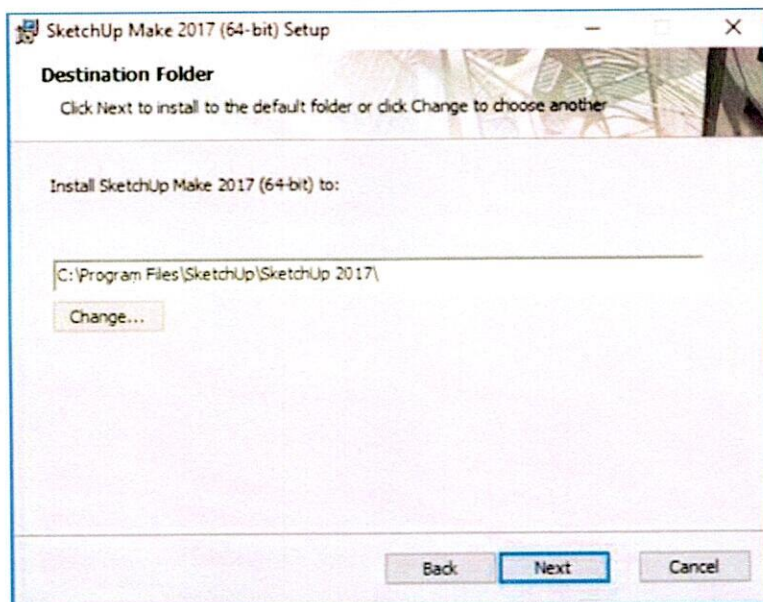 SketchUp Make 2017 (64-bit) Setup
Destination Folder
Click Next to install to the default folder or click Change to choose another
Install SketchUp Make 2017 (64-bit) to:
C:\Program Files\SketchUp\SketchUp 2017\
Change...
Back Next Cancel